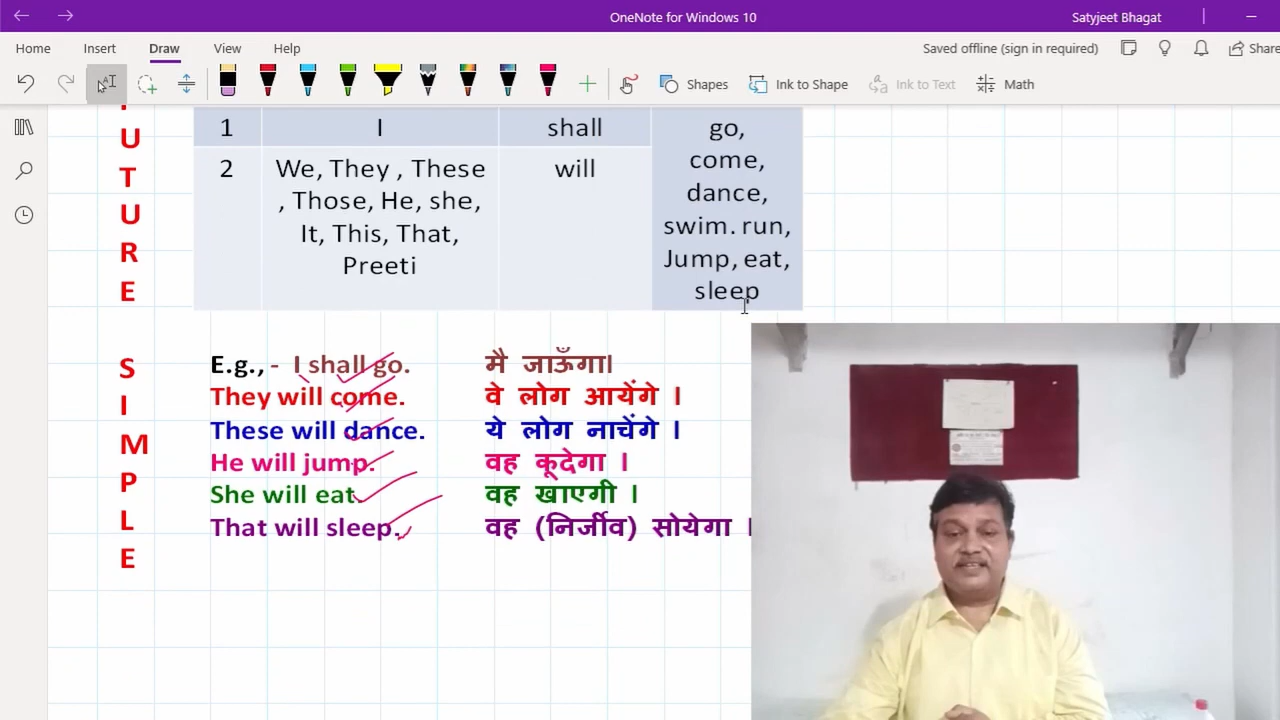 OneNote for Windows 10
Satyjeet Bhagat
Home Insert Draw View Help
Saved offline (sign in required)
Share
Shapes
Ink to Shape
Ink to Text
Math
U
T
U
R
E
1 I shall
2 We, They , These
, Those, He, she,
It, This, That,
Preeti
will
go,
come,
dance,
swim. run,
Jump, eat,
sleep
S
I
M
P
L
E
E.g., - I shall go. मै जाऊँगा।
They will come. वे लोग आयेंगे ।
These will dance. ये लोग नाचेंगे ।
He will jump. वह कूदेगा ।
She will eat. वह खाएगी ।
That will sleep. वह (निर्जीव) सोयेगा ।